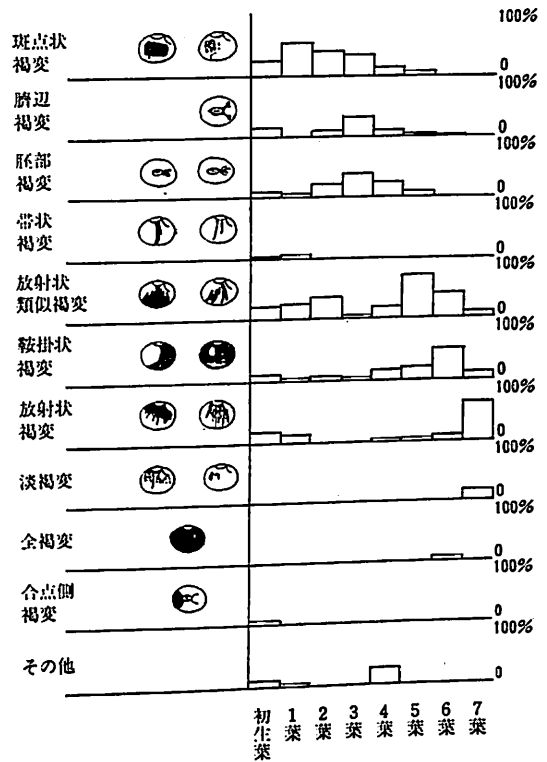 100%
斑点状
褐変
0
100%
臍辺
褐変
0
100%
胚部
褐変
0
100%
帯状
褐変
0
100%
放射状
類似褐変
0
100%
鞍掛状
褐変
0
100%
放射状
褐変
0
100%
淡褐変
0
100%
全褐変
0
100%
合点側
褐変
0
100%
その他
0
初生葉
1葉
2葉
3葉
4葉
5葉
6葉
7葉